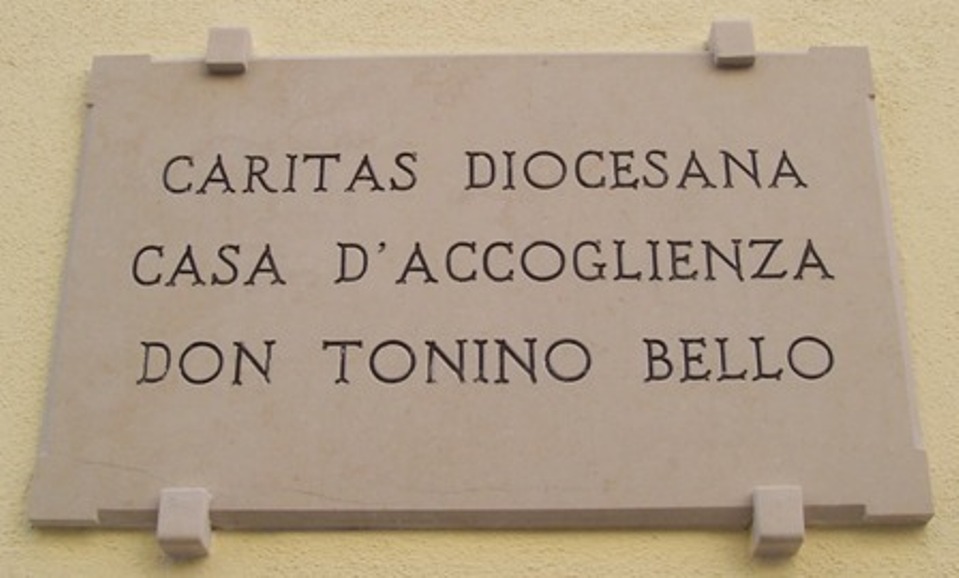 CARITAS DIOCESANA
CASA D'ACCOGLIENZA
DON TONINO BELLO